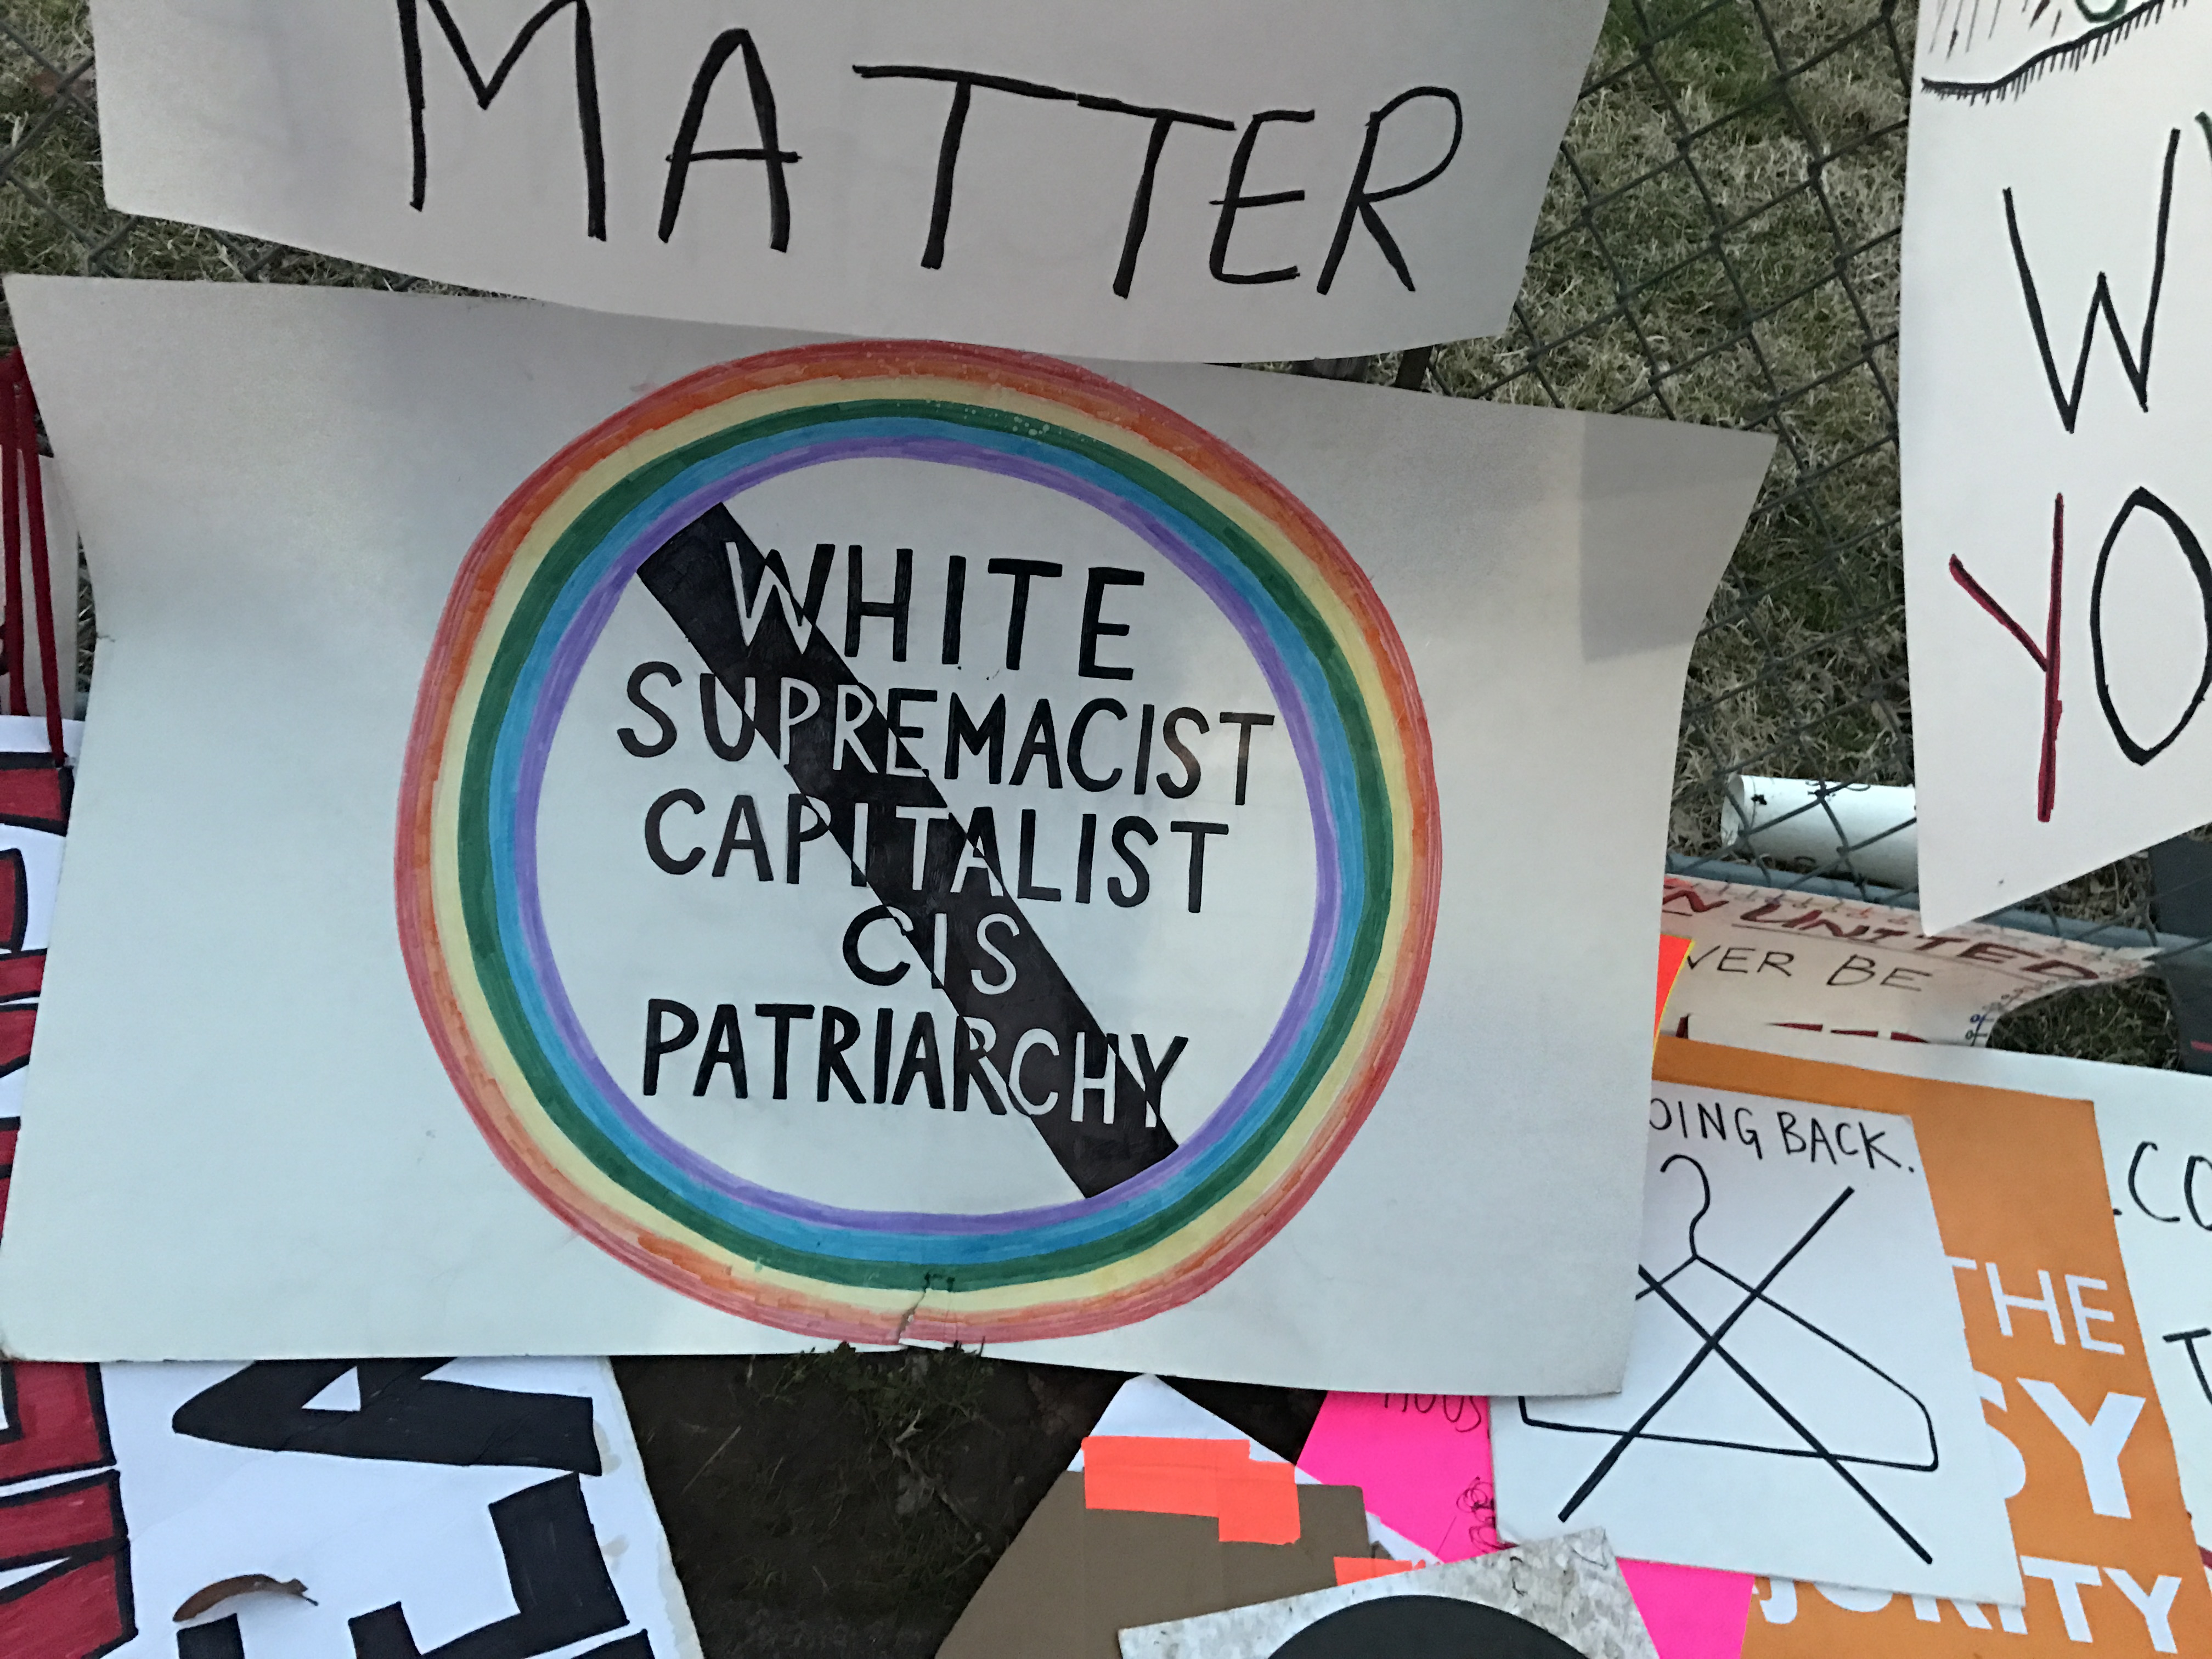 MATTER
WHITE
SUPREMACIST
CAPITALIST
CIS
PATRIARCHY
W
YO
UNITED
VER BE
OING BACK.
.CO
THE
SY
JORITY